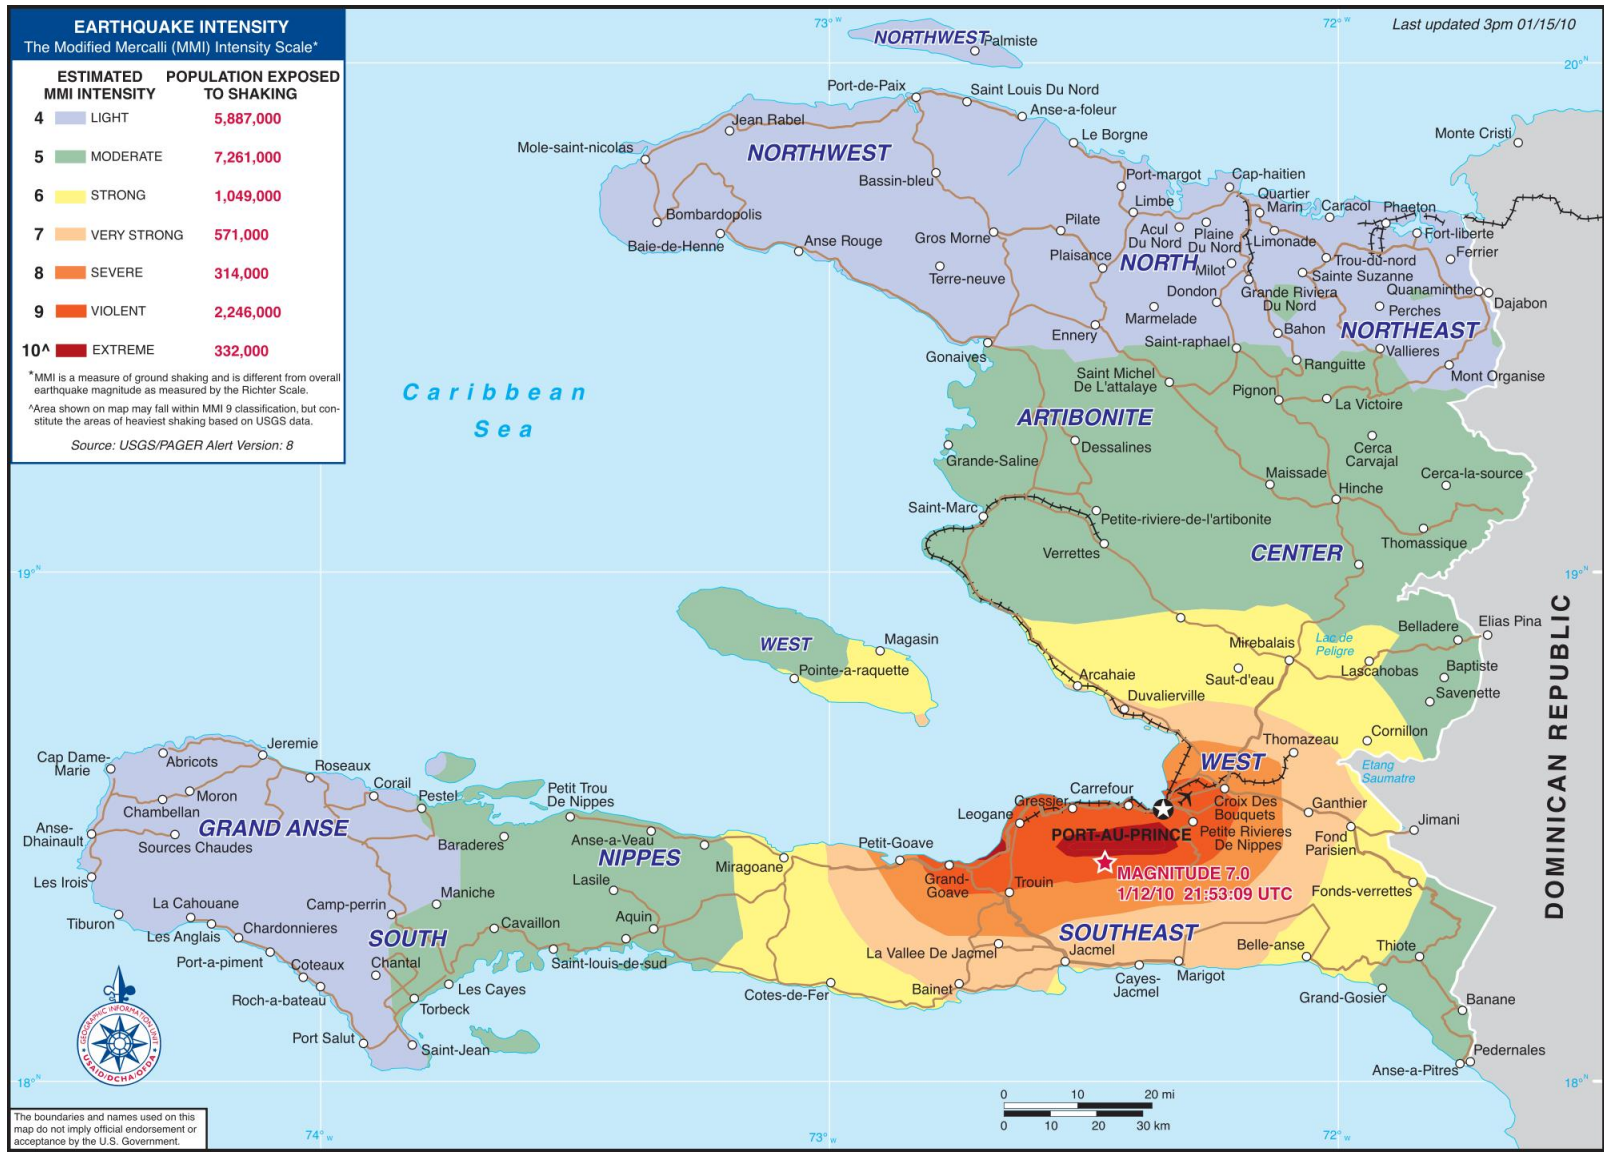 EARTHQUAKE INTENSITY
The Modified Mercalli (MMI) Intensity Scale*
ESTIMATED MMI INTENSITY
POPULATION EXPOSED TO SHAKING
4 LIGHT 5,887,000
5 MODERATE 7,261,000
6 STRONG 1,049,000
7 VERY STRONG 571,000
8 SEVERE 314,000
9 VIOLENT 2,246,000
10^ EXTREME 332,000
*MMI is a measure of ground shaking and is different from overall
earthquake magnitude as measured by the Richter Scale.
^Area shown on map may fall within MMI 9 classification, but con-
stitute the areas of heaviest shaking based on USGS data.
Source: USGS/PAGER Alert Version: 8
73° W
72° W
Last updated 3pm 01/15/10
20° N
NORTHWEST
Palmiste
Port-de-Paix
Saint Louis Du Nord
Anse-a-foleur
Jean Rabel
Le Borgne
Monte Cristi
Mole-saint-nicolas
NORTHWEST
Bassin-bleu
Port-margot
Cap-haitien
Quartier
Marin
Limbe
Caracol
Phaeton
Bombardopolis
Pilate
Acul
Du Nord
Plaine
Du Nord
Limonade
Fort-liberte
Baie-de-Henne
Anse Rouge
Gros Morne
Plaisance
NORTH
Milot
Trou-du-nord
Ferrier
Sainte Suzanne
Terre-neuve
Dondon
Grande Riviera
Du Nord
Quanaminthe
Dajabon
Marmelade
Perches
Ennery
Bahon
NORTHEAST
Saint-raphael
Vallieres
Gonaives
Ranguitte
Mont Organise
Saint Michel
De L'attalaye
Pignon
La Victoire
Caribbean
Sea
ARTIBONITE
Dessalines
Cerca
Carvajal
Grande-Saline
Maissade
Cerca-la-source
Hinche
Saint-Marc
Petite-riviere-de-l'artibonite
Verrettes
Thomassique
CENTER
19° N
19° N
DOMINICAN REPUBLIC
Belladere
Elias Pina
WEST
Magasin
Mirebalais
Lac de
Peligre
Pointe-a-raquette
Arcahaie
Saut-d'eau
Lascahobas
Baptiste
Duvalierville
Savenette
Cornillon
Thomazeau
WEST
Etang
Saumatre
Cap Dame-
Marie
Jeremie
Abricots
Roseaux
Corail
Moron
Chambellan
Pestel
Petit Trou
De Nippes
Carrefour
Gressier
Leogane
Croix Des
Bouquets
Ganthier
Jimani
Anse-
Dhainault
GRAND ANSE
Sources Chaudes
Baraderes
Anse-a-Veau
NIPPES
Petit-Goave
PORT-AU-PRINCE
Petite Rivieres
De Nippes
Fond
Parisien
Miragoane
Les Irois
Lasile
Grand-
Goave
Trouin
MAGNITUDE 7.0
1/12/10 21:53:09 UTC
Fonds-verrettes
Maniche
La Cahouane
Camp-perrin
Tiburon
Les Anglais
Chardonnieres
Cavaillon
Aquin
SOUTHEAST
SOUTH
La Vallee De Jacmel
Jacmel
Belle-anse
Thiote
Port-a-piment
Coteaux
Chantal
Saint-louis-de-sud
Cayes-
Jacmel
Marigot
Roch-a-bateau
Les Cayes
Cotes-de-Fer
Bainet
Grand-Gosier
Banane
Torbeck
Port Salut
Saint-Jean
Pedernales
Anse-a-Pitres
GEOGRAPHIC INFORMATION UNIT
USAID/DCHA/OFDA
18° N
18° N
0 10 20 mi
0 10 20 30 km
The boundaries and names used on this
map do not imply official endorsement or
acceptance by the U.S. Government.
74° W
73° W
72° W